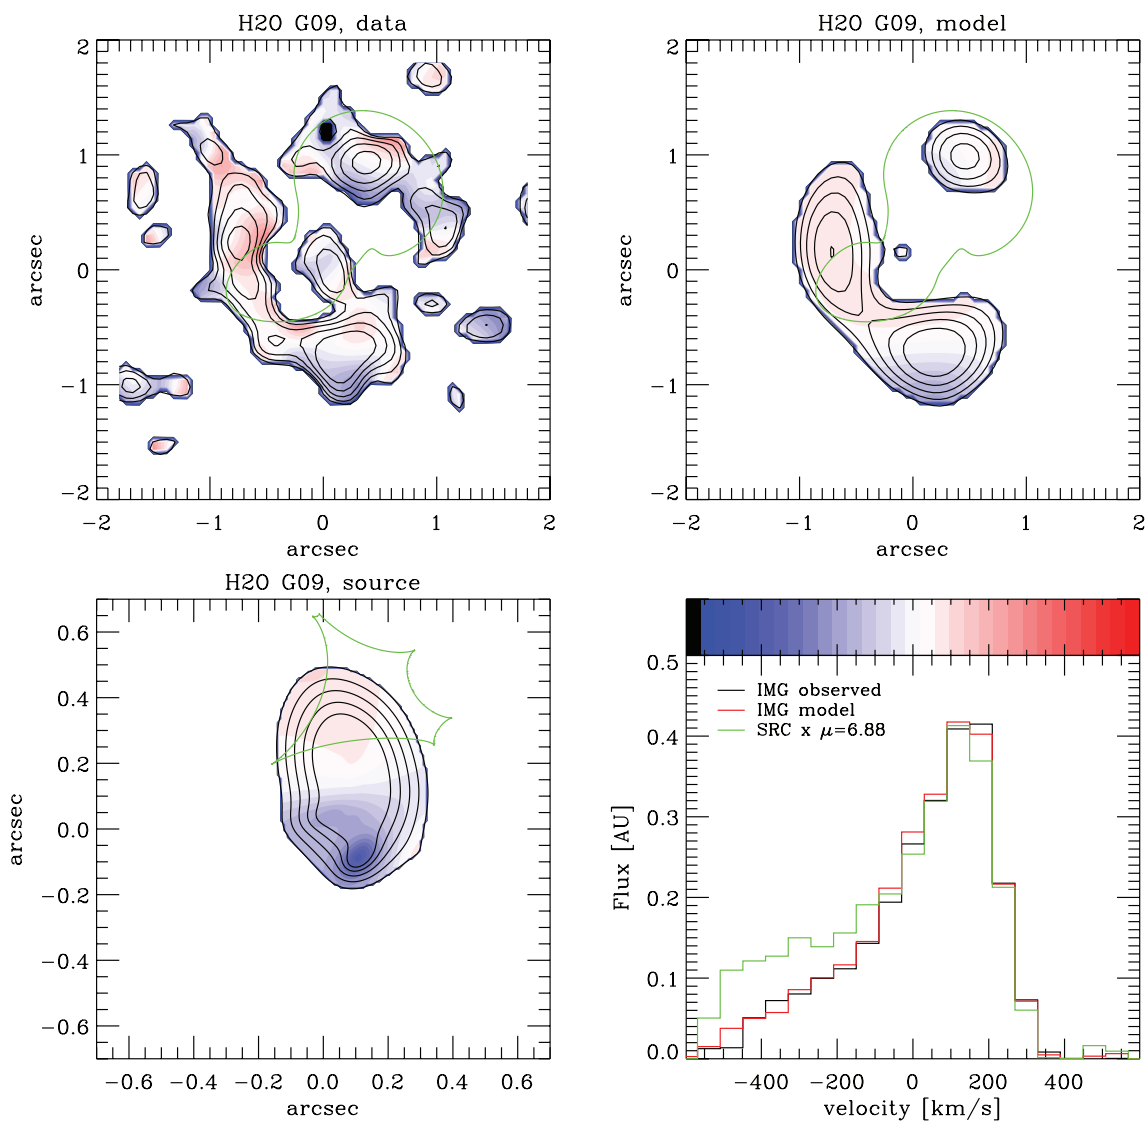 H2O G09, data
2
1
0
−1
−2
arcsec
−2 −1 0 1 2
arcsec
H2O G09, model
2
1
0
−1
−2
arcsec
−2 −1 0 1 2
arcsec
H2O G09, source
0.6
0.4
0.2
0.0
−0.2
−0.4
−0.6
arcsec
−0.6 −0.4 −0.2 0.0 0.2 0.4 0.6
arcsec
0.5
0.4
0.3
0.2
0.1
0.0
Flux [AU]
IMG observed
IMG model
SRC x μ=6.88
−400 −200 0 200 400
velocity [km/s]